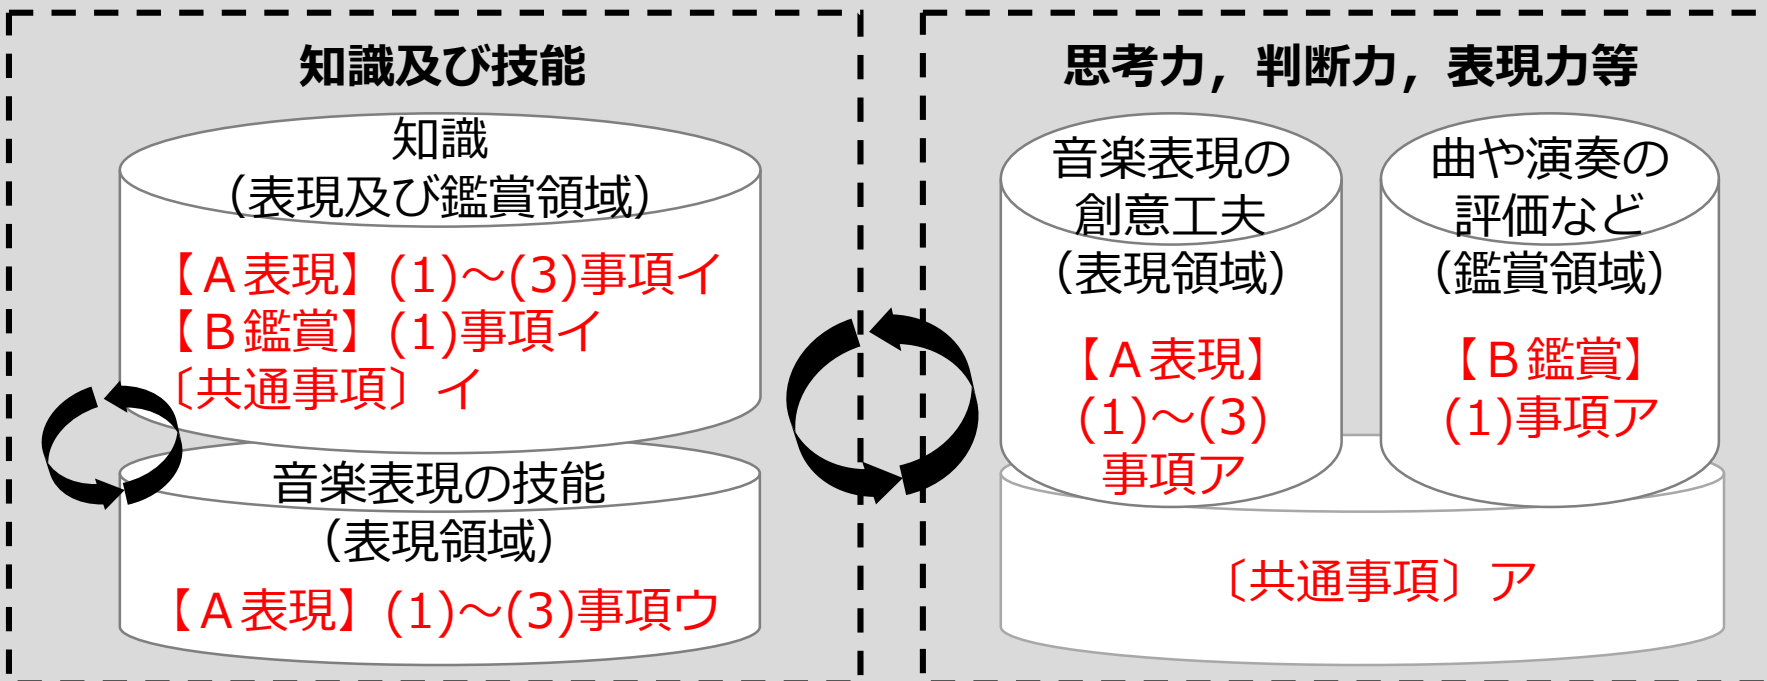 知識及び技能
知識
（表現及び鑑賞領域）
【Ａ表現】(1)～(3)事項イ
【Ｂ鑑賞】(1)事項イ
〔共通事項〕イ
音楽表現の技能
（表現領域）
【Ａ表現】(1)～(3)事項ウ
思考力，判断力，表現力等
音楽表現の
創意工夫
（表現領域）
【Ａ表現】
(1)～(3)
事項ア
曲や演奏の
評価など
（鑑賞領域）
【Ｂ鑑賞】
(1)事項ア
〔共通事項〕ア